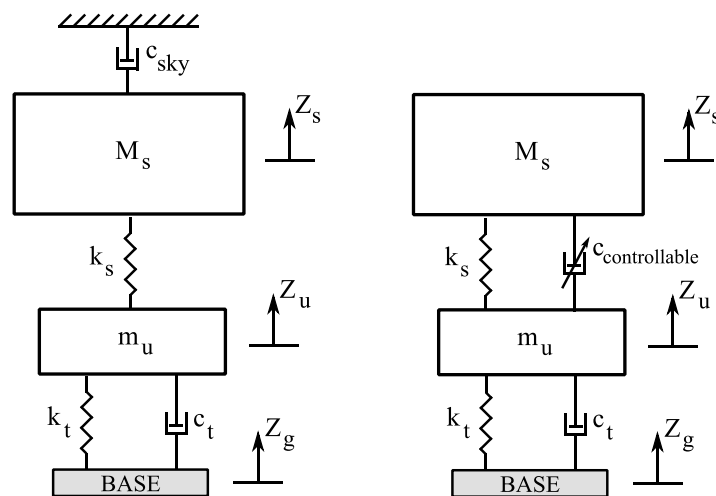 c_sky
Z_s Z_s
M_s M_s
k_s k_s c_controllable
Z_u Z_u
m_u m_u
k_t c_t Z_g k_t c_t Z_g
BASE BASE